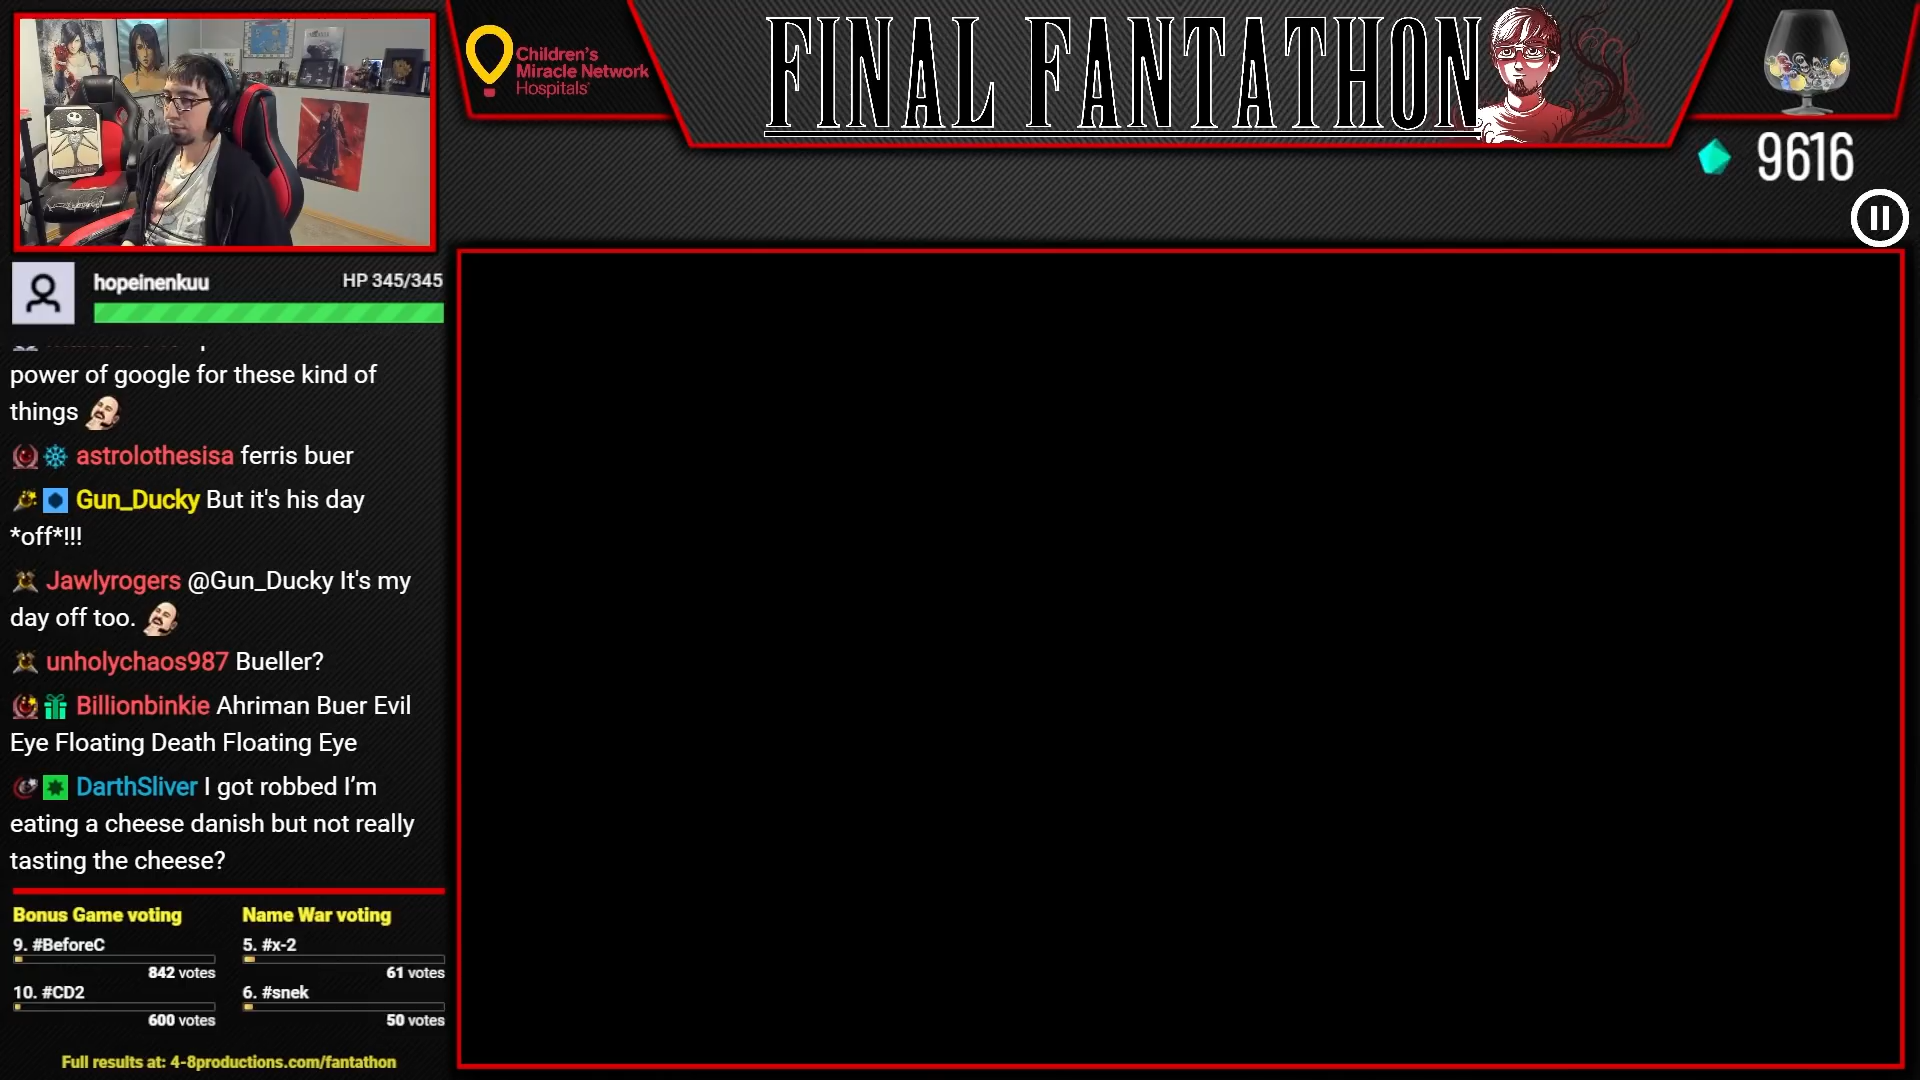 Children's
Miracle Network
Hospitals
FINAL FANTATHON
9616
hopeinenkuu
HP 345/345
power of google for these kind of
things
astrolothesisa ferris buer
Gun_Ducky But it's his day
*off*!!!
Jawlyrogers @Gun_Ducky It's my
day off too.
unholychaos987 Bueller?
Billionbinkie Ahriman Buer Evil
Eye Floating Death Floating Eye
DarthSliver I got robbed I’m
eating a cheese danish but not really
tasting the cheese?
Bonus Game voting
9. #BeforeC
842 votes
10. #CD2
600 votes
Name War voting
5. #x-2
61 votes
6. #snek
50 votes
Full results at: 4-8productions.com/fantathon